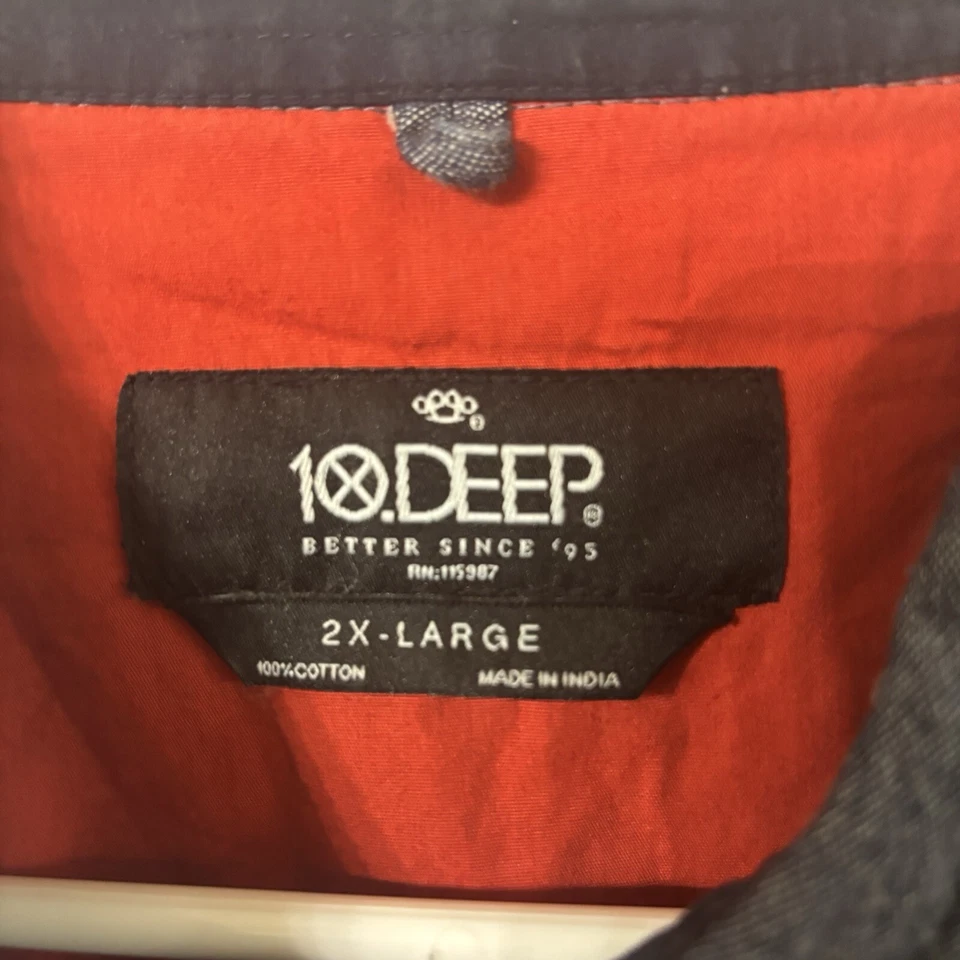 10.DEEP®
BETTER SINCE '95
RN:115987
2X-LARGE
100% COTTON
MADE IN INDIA